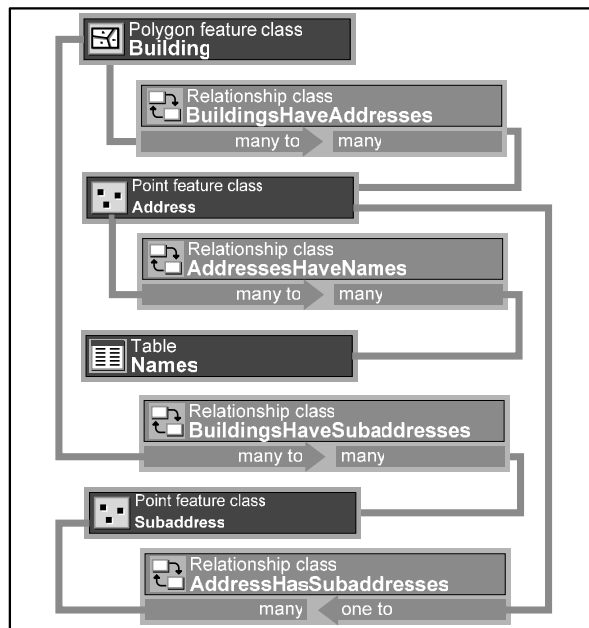 Polygon feature class
Building
Relationship class
BuildingsHaveAddresses
many to many
Point feature class
Address
Relationship class
AddressesHaveNames
many to many
Table
Names
Relationship class
BuildingsHaveSubaddresses
many to many
Point feature class
Subaddress
Relationship class
AddressHasSubaddresses
many one to